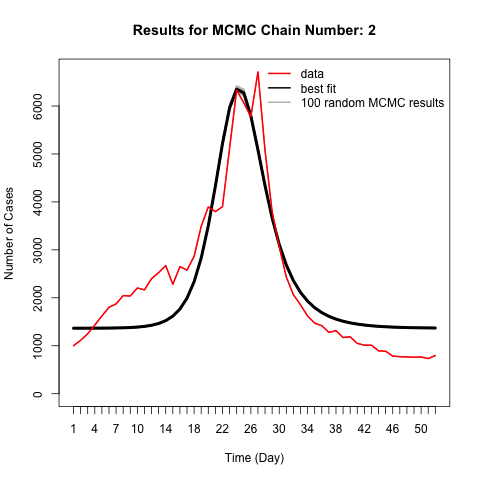 Results for MCMC Chain Number: 2
data
best fit
100 random MCMC results
Number of Cases
6000
5000
4000
3000
2000
1000
0
1 4 7 10 14 18 22 26 30 34 38 42 46 50
Time (Day)